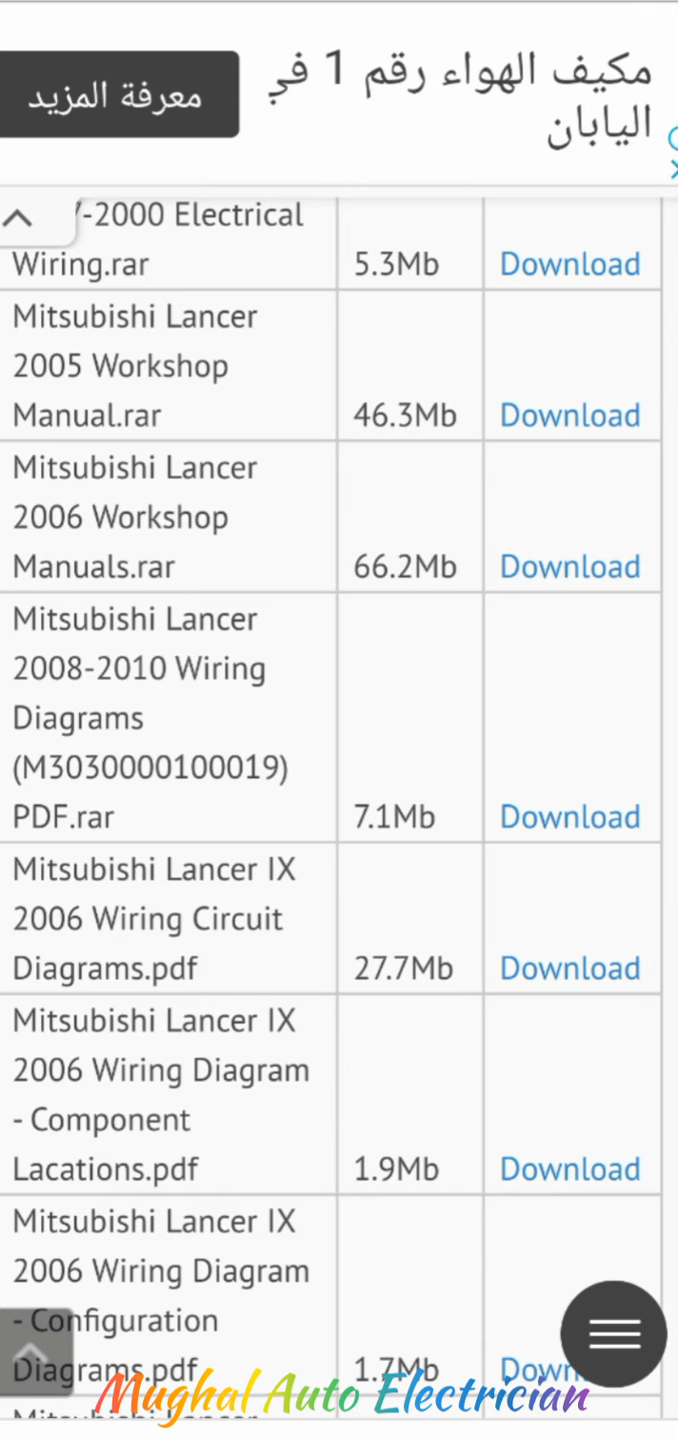 مكيف الهواء رقم 1 في
اليابان
معرفة المزيد
-2000 Electrical
Wiring.rar 5.3Mb Download
Mitsubishi Lancer
2005 Workshop
Manual.rar 46.3Mb Download
Mitsubishi Lancer
2006 Workshop
Manuals.rar 66.2Mb Download
Mitsubishi Lancer
2008-2010 Wiring
Diagrams
(M3030000100019)
PDF.rar 7.1Mb Download
Mitsubishi Lancer IX
2006 Wiring Circuit
Diagrams.pdf 27.7Mb Download
Mitsubishi Lancer IX
2006 Wiring Diagram
- Component
Lacations.pdf 1.9Mb Download
Mitsubishi Lancer IX
2006 Wiring Diagram
- Configuration
Diagrams.pdf 1.7Mb Down
Mughal Auto Electrician
Mitsubishi Lancer